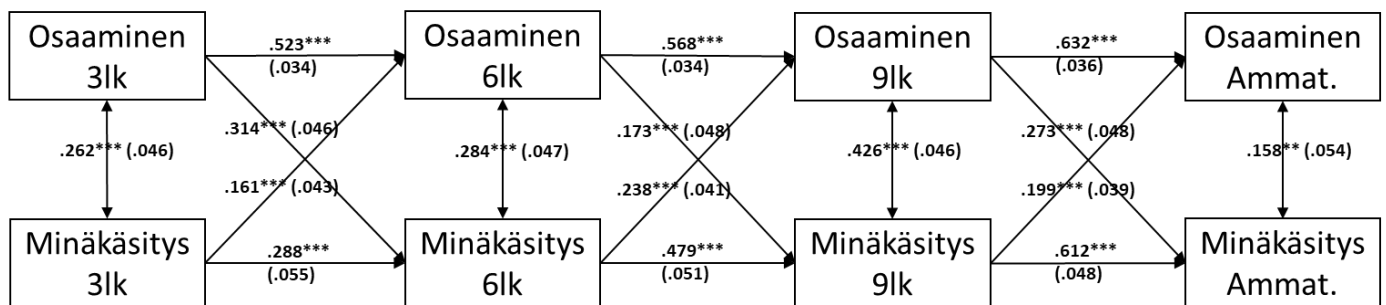 Osaaminen
3lk
.523***
(.034)
Osaaminen
6lk
.568***
(.034)
Osaaminen
9lk
.632***
(.036)
Osaaminen
Ammat.
.262*** (.046)
.314*** (.046)
.161*** (.043)
.284*** (.047)
.173*** (.048)
.238*** (.041)
.426*** (.046)
.273*** (.048)
.199*** (.039)
.158** (.054)
Minäkäsitys
3lk
.288***
(.055)
Minäkäsitys
6lk
.479***
(.051)
Minäkäsitys
9lk
.612***
(.048)
Minäkäsitys
Ammat.